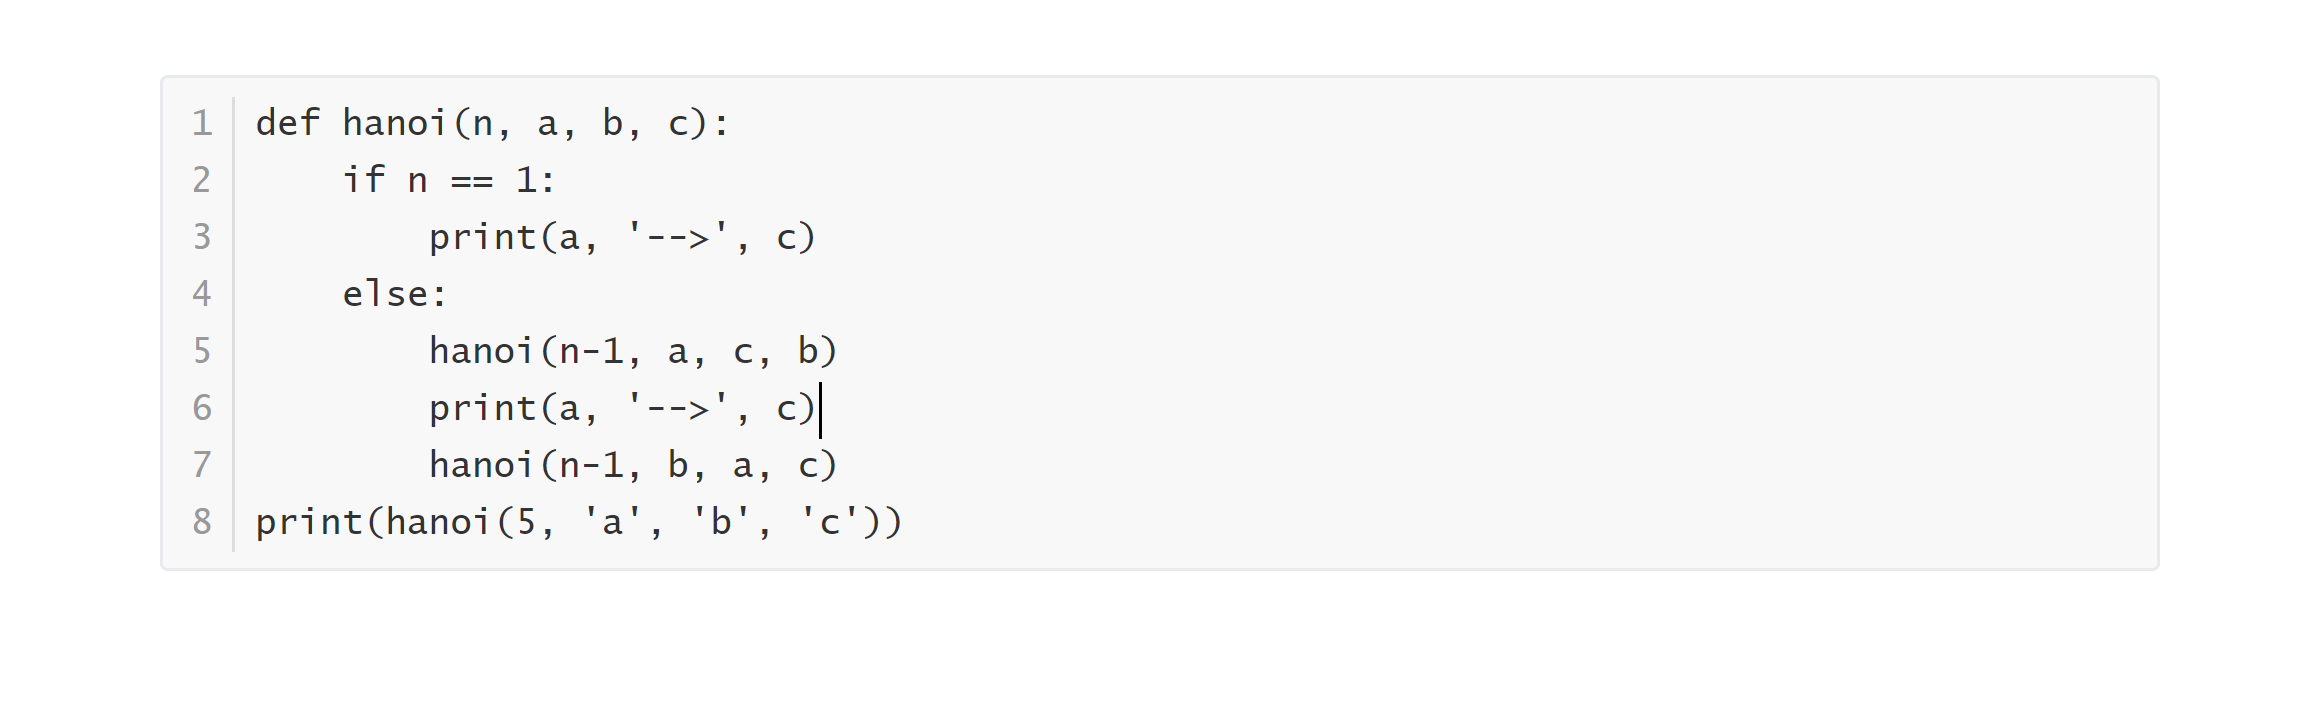 1 def hanoi(n, a, b, c):
2     if n == 1:
3         print(a, '-->', c)
4     else:
5         hanoi(n-1, a, c, b)
6         print(a, '-->', c)
7         hanoi(n-1, b, a, c)
8 print(hanoi(5, 'a', 'b', 'c'))